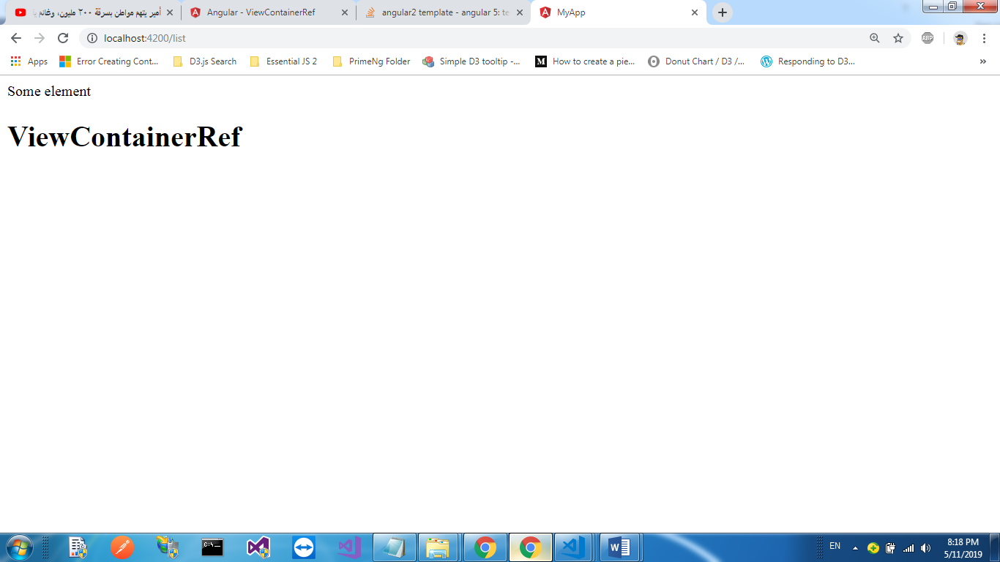 أمير يتهم مواطن بسرقة ٢٠٠ مليون، وغانم
Angular - ViewContainerRef
angular2 template - angular 5: te
MyApp
localhost:4200/list
ABP
Apps
Error Creating Cont...
D3.js Search
Essential JS 2
PrimeNg Folder
Simple D3 tooltip -...
M
How to create a pie...
Donut Chart / D3 /...
Responding to D3...
»
Some element
ViewContainerRef
C:\_
W
EN
8:18 PM
5/11/2019